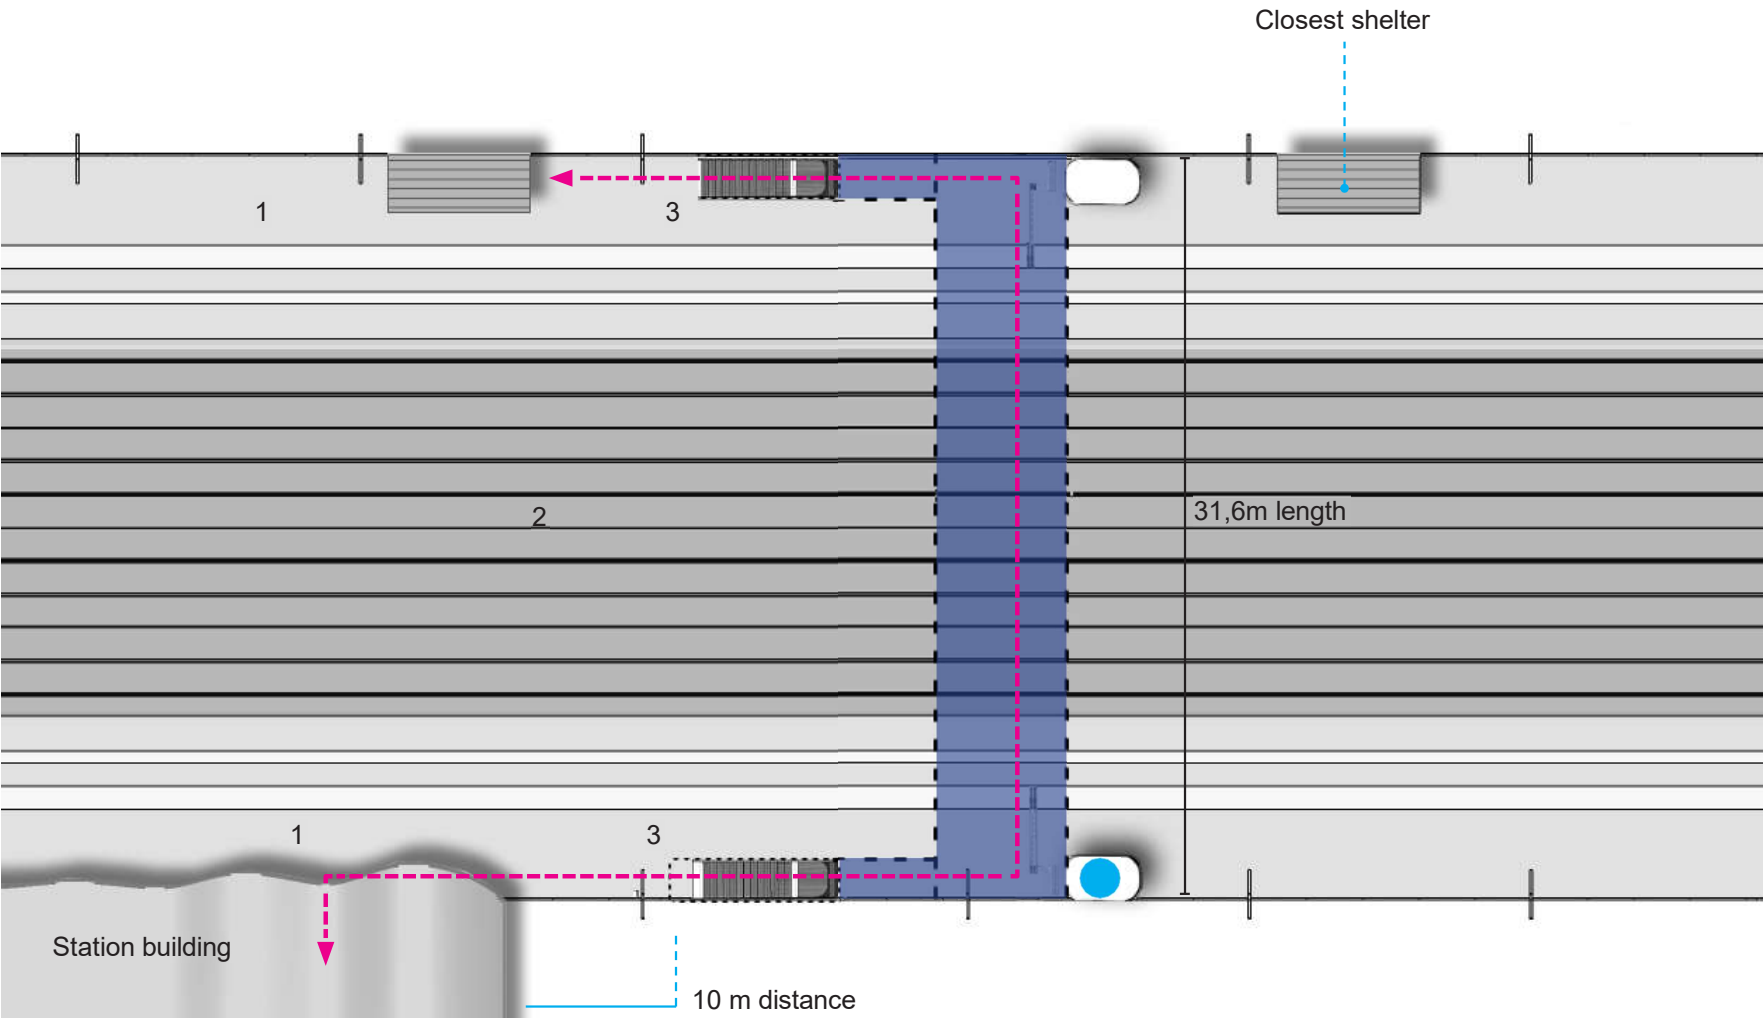 Closest shelter
1
3
2
31,6m length
1
3
Station building
10 m distance